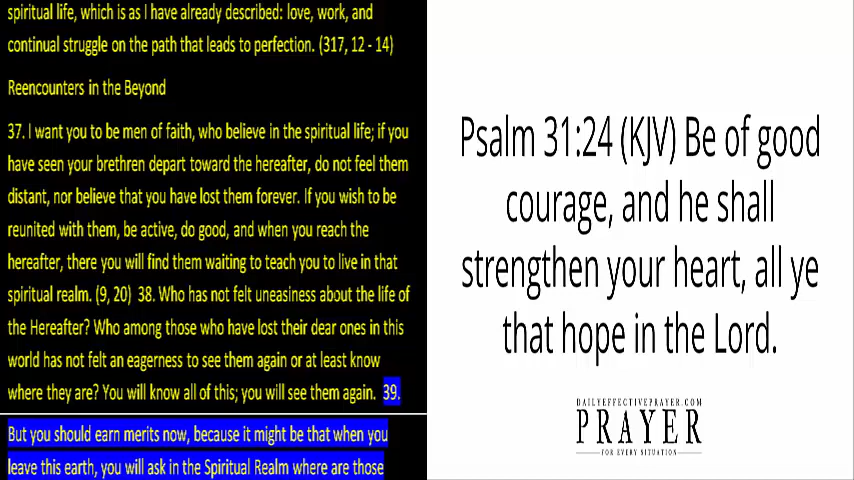 spiritual life, which is as I have already described: love, work, and
continual struggle on the path that leads to perfection. (317, 12 - 14)
Reencounters in the Beyond
37. I want you to be men of faith, who believe in the spiritual life; if you
have seen your brethren depart toward the hereafter, do not feel them
distant, nor believe that you have lost them forever. If you wish to be
reunited with them, be active, do good, and when you reach the
hereafter, there you will find them waiting to teach you to live in that
spiritual realm. (9, 20) 38. Who has not felt uneasiness about the life of
the Hereafter? Who among those who have lost their dear ones in this
world has not felt an eagerness to see them again or at least know
where they are? You will know all of this; you will see them again. 39.
But you should earn merits now, because it might be that when you
leave this earth, you will ask in the Spiritual Realm where are those
Psalm 31:24 (KJV) Be of good
courage, and he shall
strengthen your heart, all ye
that hope in the Lord.
DAILYEFFECTIVEPRAYER.COM
PRAYER
FOR EVERY SITUATION